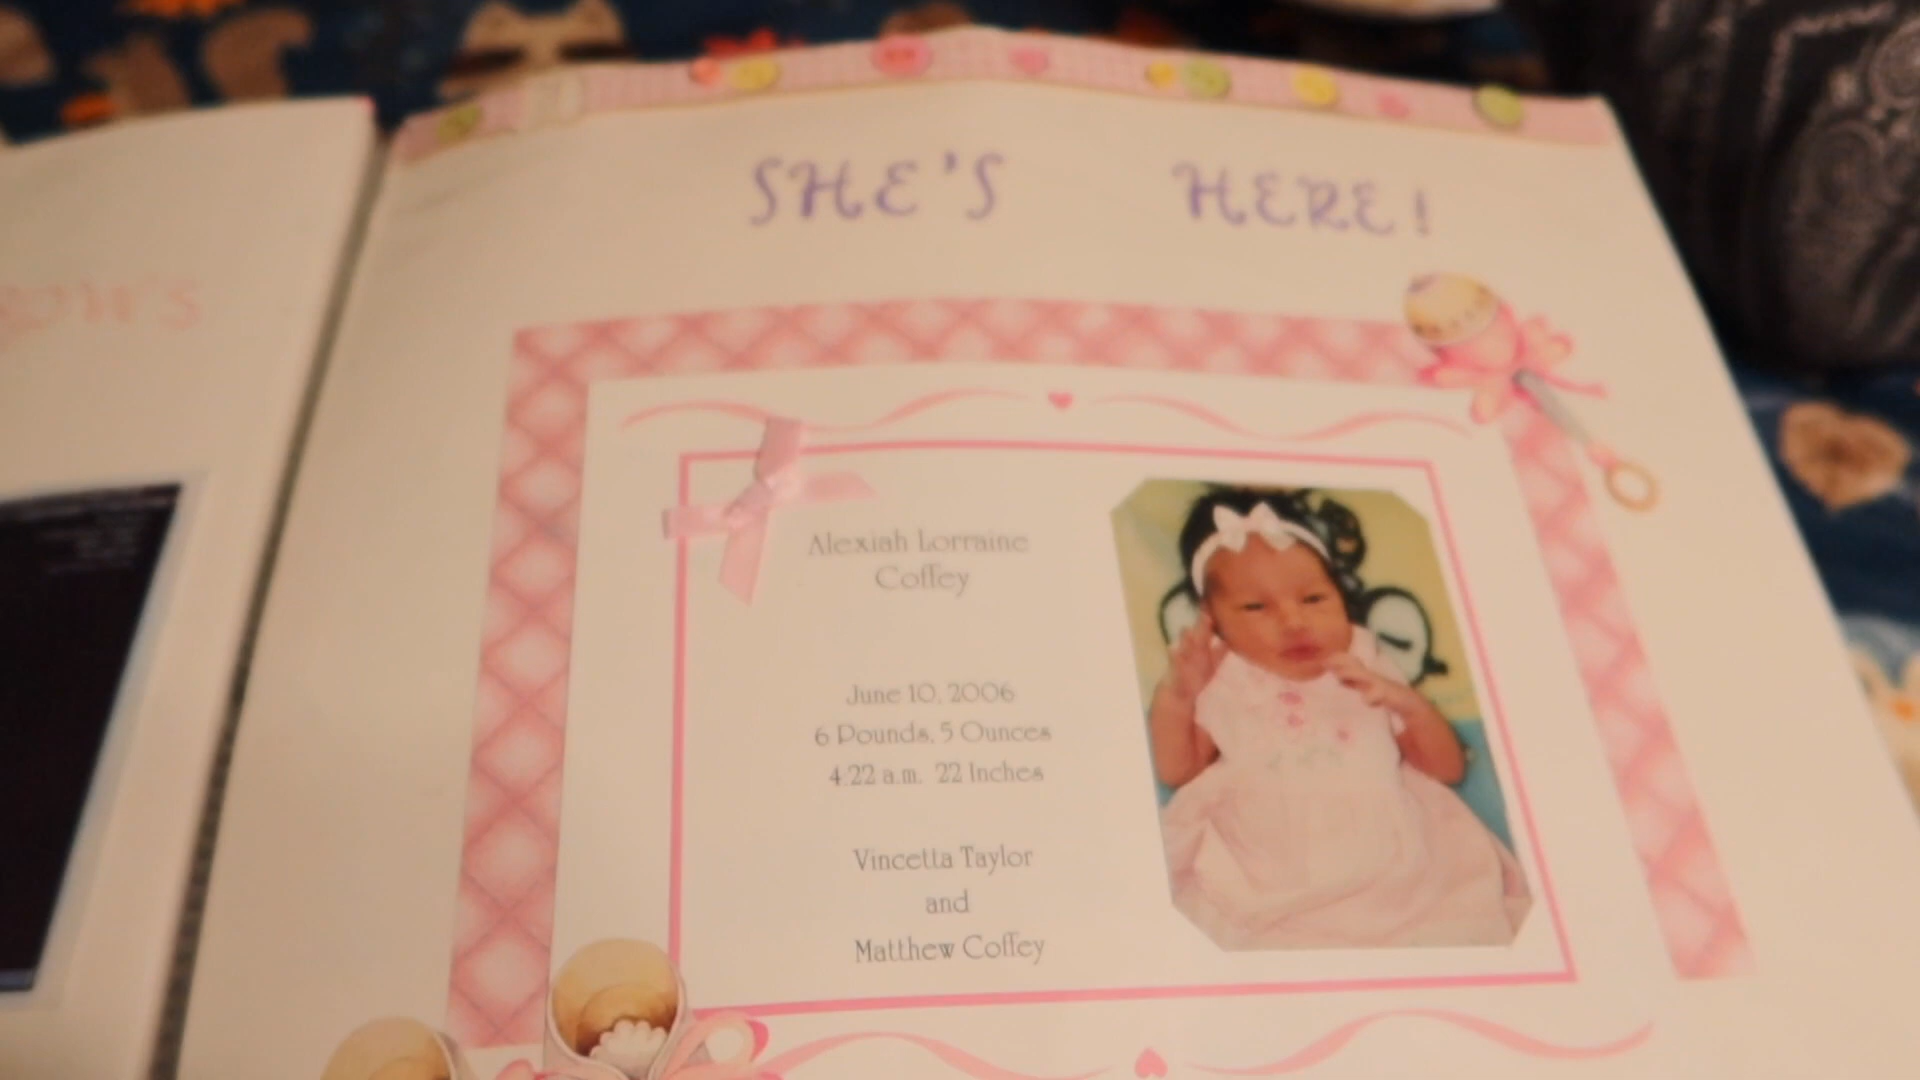 SHE'S HERE!
Alexiah Lorraine
Coffey
June 10, 2006
6 Pounds, 5 Ounces
4:22 a.m. 22 Inches
Vincetta Taylor
and
Matthew Coffey